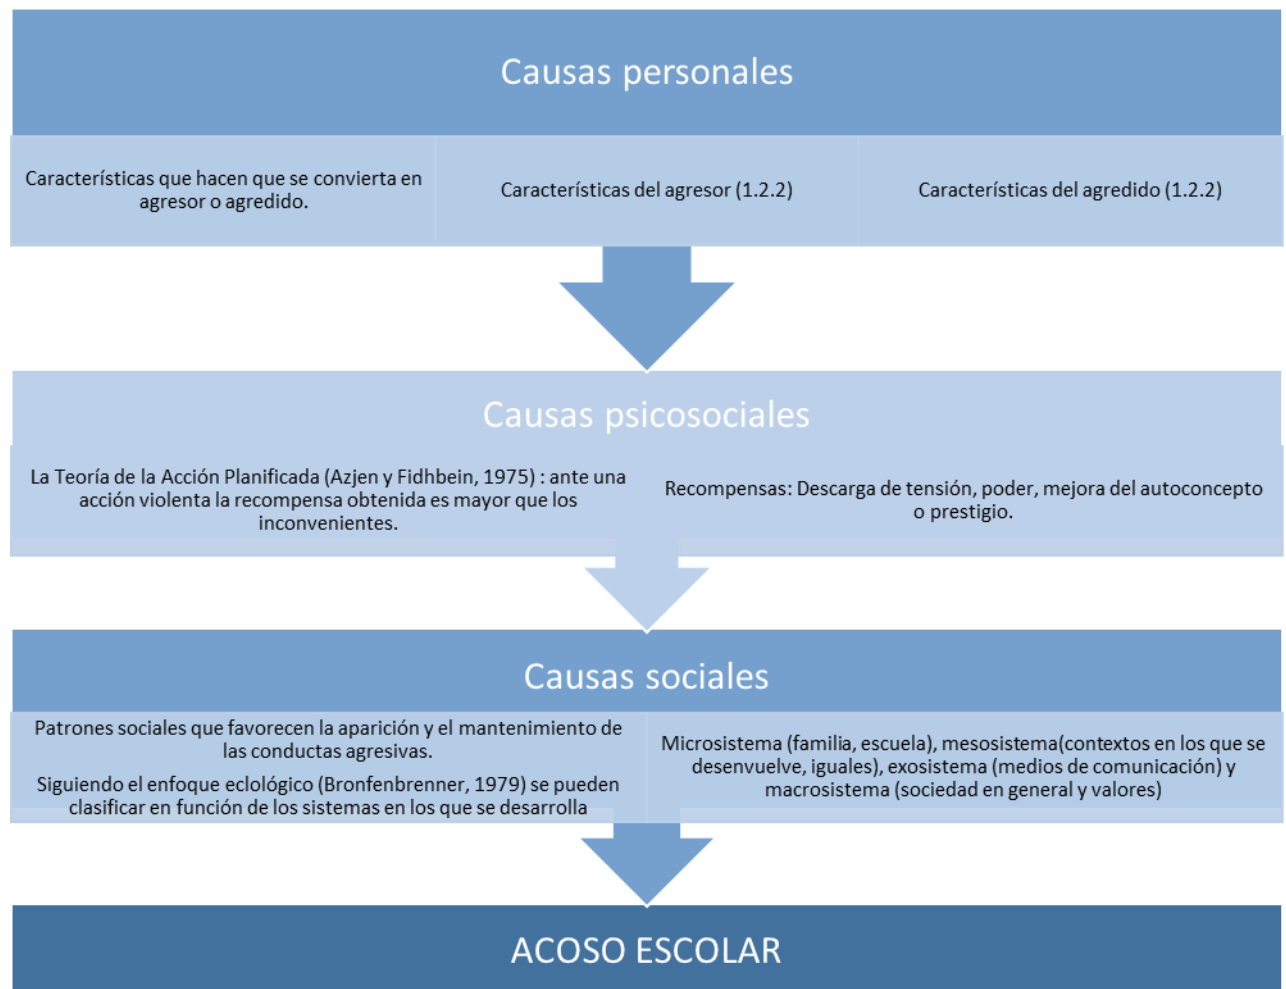 Causas personales
Características que hacen que se convierta en
agresor o agredido.
Características del agresor (1.2.2)
Características del agredido (1.2.2)
Causas psicosociales
La Teoría de la Acción Planificada (Azjen y Fidhbein, 1975) : ante una
acción violenta la recompensa obtenida es mayor que los
inconvenientes.
Recompensas: Descarga de tensión, poder, mejora del autoconcepto
o prestigio.
Causas sociales
Patrones sociales que favorecen la aparición y el mantenimiento de
las conductas agresivas.
Siguiendo el enfoque eclológico (Bronfenbrenner, 1979) se pueden
clasificar en función de los sistemas en los que se desarrolla
Microsistema (familia, escuela), mesosistema(contextos en los que se
desenvuelve, iguales), exosistema (medios de comunicación) y
macrosistema (sociedad en general y valores)
ACOSO ESCOLAR